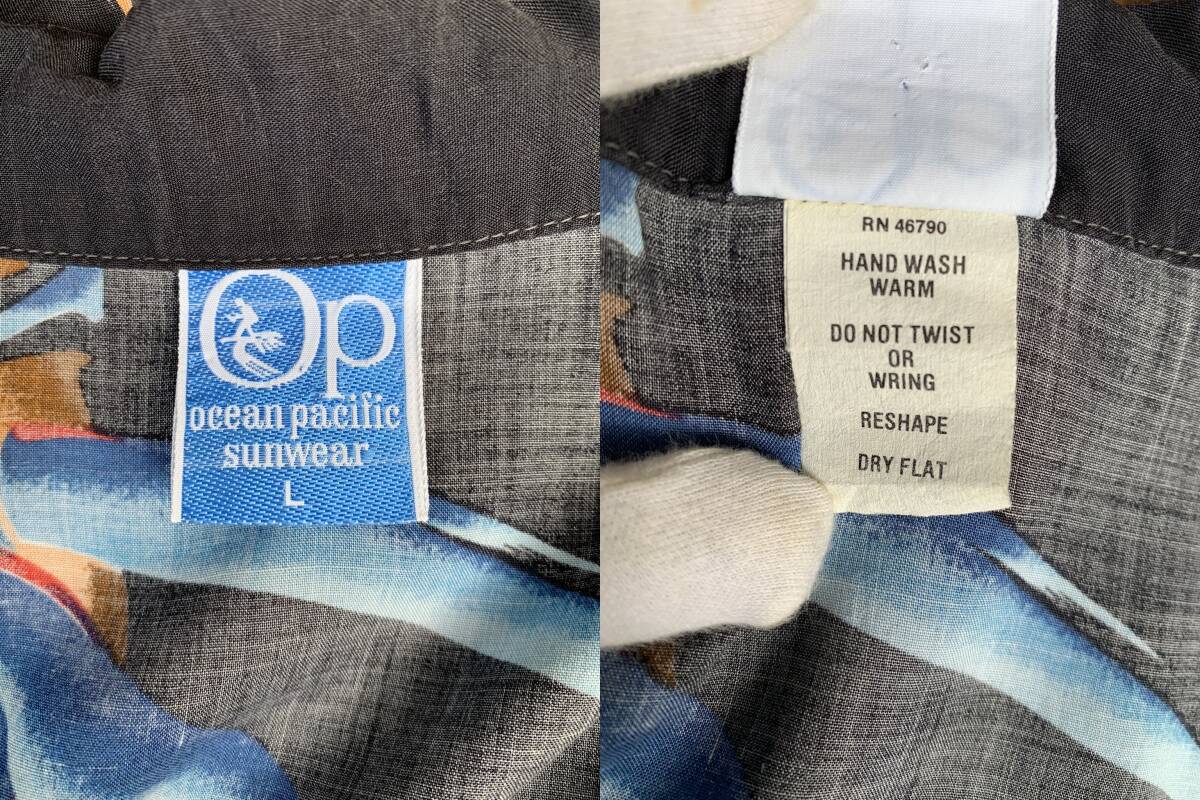 Op
ocean pacific
sunwear
L
RN 46790
HAND WASH
WARM
DO NOT TWIST
OR
WRING
RESHAPE
DRY FLAT